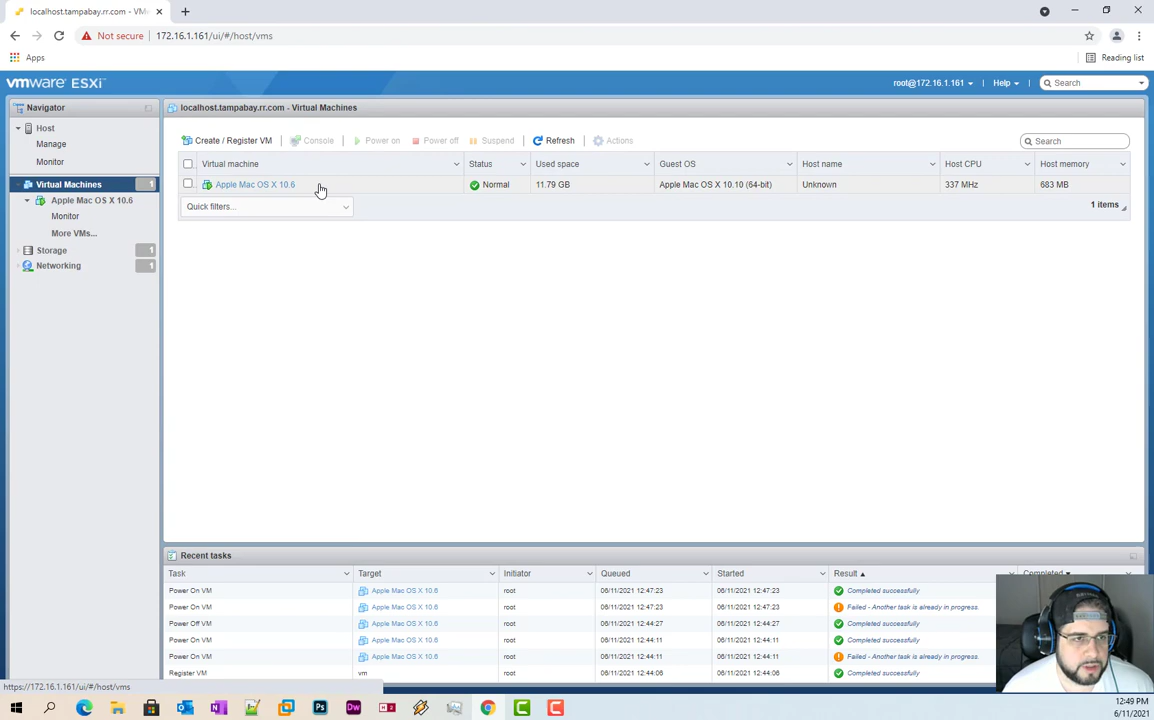 localhost.tampabay.rr.com - VM
Not secure
172.16.1.161/ui/#/host/vms
Apps
Reading list
vmware ESXi
root@172.16.1.161
Help
Search
Navigator
localhost.tampabay.rr.com - Virtual Machines
Host
Manage
Monitor
Virtual Machines
1
Apple Mac OS X 10.6
Monitor
More VMs...
Storage
1
Networking
1
Create / Register VM
Console
Power on
Power off
Suspend
Refresh
Actions
Search
Virtual machine
Status
Used space
Guest OS
Host name
Host CPU
Host memory
Apple Mac OS X 10.6
Normal
11.79 GB
Apple Mac OS X 10.10 (64-bit)
Unknown
337 MHz
683 MB
Quick filters...
1 items
Recent tasks
Task
Target
Initiator
Queued
Started
Result
Completed
Power On VM
Apple Mac OS X 10.6
root
06/11/2021 12:47:23
06/11/2021 12:47:23
Completed successfully
Power On VM
Apple Mac OS X 10.6
root
06/11/2021 12:47:23
06/11/2021 12:47:23
Failed - Another task is already in progress.
Power Off VM
Apple Mac OS X 10.6
root
06/11/2021 12:44:27
06/11/2021 12:44:27
Completed successfully
Power On VM
Apple Mac OS X 10.6
root
06/11/2021 12:44:11
06/11/2021 12:44:11
Completed successfully
Power On VM
Apple Mac OS X 10.6
root
06/11/2021 12:44:11
06/11/2021 12:44:11
Failed - Another task is already in progress.
Register VM
vm
root
06/11/2021 12:44:06
06/11/2021 12:44:06
Completed successfully
https://172.16.1.161/ui/#/host/vms
12:49 PM
6/11/2021